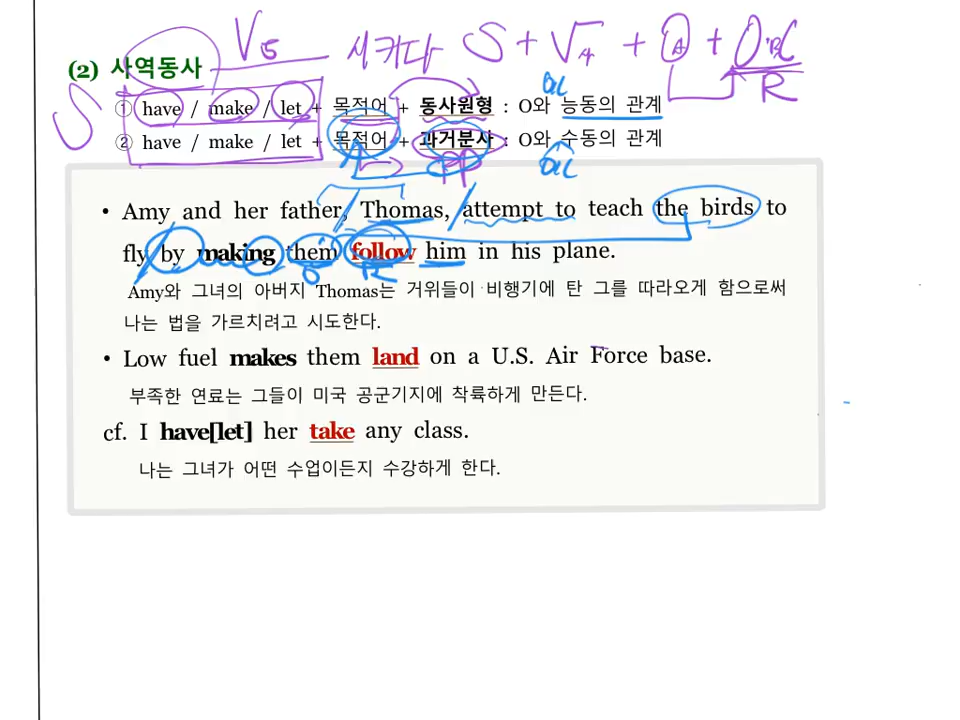 V5 시키다 S + V + O + O.C
(2) 사역동사 R
S ① have / make / let + 목적어 + 동사원형 : O와 능동의 관계
② have / make / let + 목적어 + 과거분사 : O와 수동의 관계
PP
• Amy and her father, Thomas, attempt to teach the birds to
fly by making them follow him in his plane.
O R
Amy와 그녀의 아버지 Thomas는 거위들이 비행기에 탄 그를 따라오게 함으로써
나는 법을 가르치려고 시도한다.
• Low fuel makes them land on a U.S. Air Force base.
부족한 연료는 그들이 미국 공군기지에 착륙하게 만든다.
cf. I have[let] her take any class.
나는 그녀가 어떤 수업이든지 수강하게 한다.